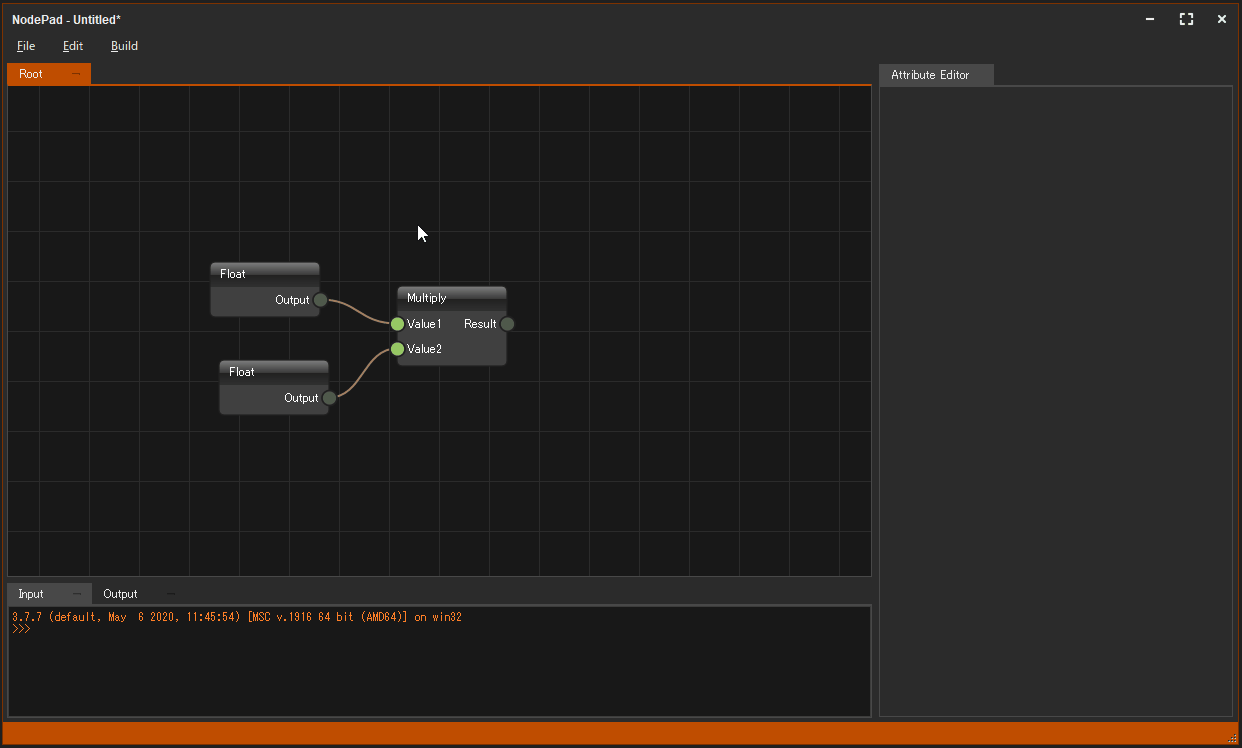 NodePad - Untitled*
File Edit Build
Root
Attribute Editor
Float
Output
Multiply
Value1 Result
Value2
Float
Output
Input Output
3.7.7 (default, May  6 2020, 11:45:54) [MSC v.1916 64 bit (AMD64)] on win32
>>>